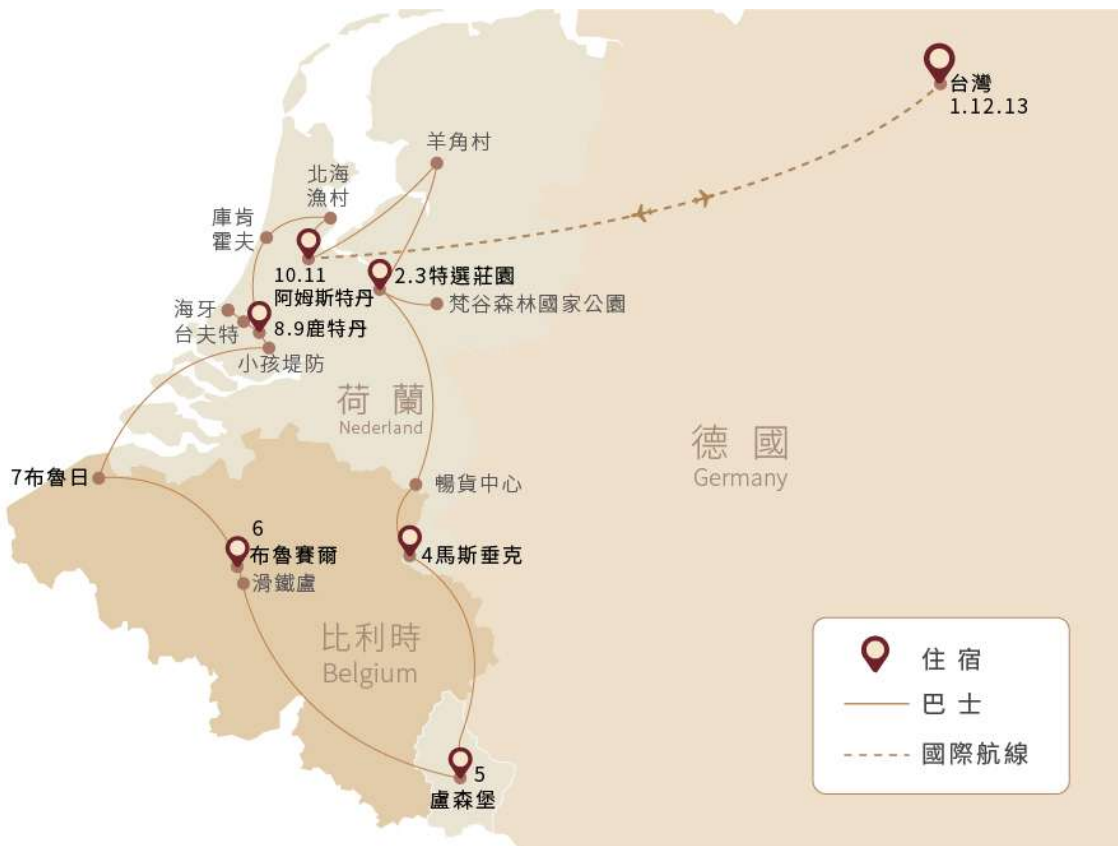 台灣
1.12.13
羊角村
北海
漁村
庫肯
霍夫
10.11
阿姆斯特丹
2.3特選莊園
梵谷森林國家公園
海牙
台夫特
8.9鹿特丹
小孩堤防
荷蘭
Nederland
德國
Germany
7布魯日
暢貨中心
6
布魯賽爾
4馬斯垂克
滑鐵盧
比利時
Belgium
5
盧森堡
住宿
巴士
國際航線